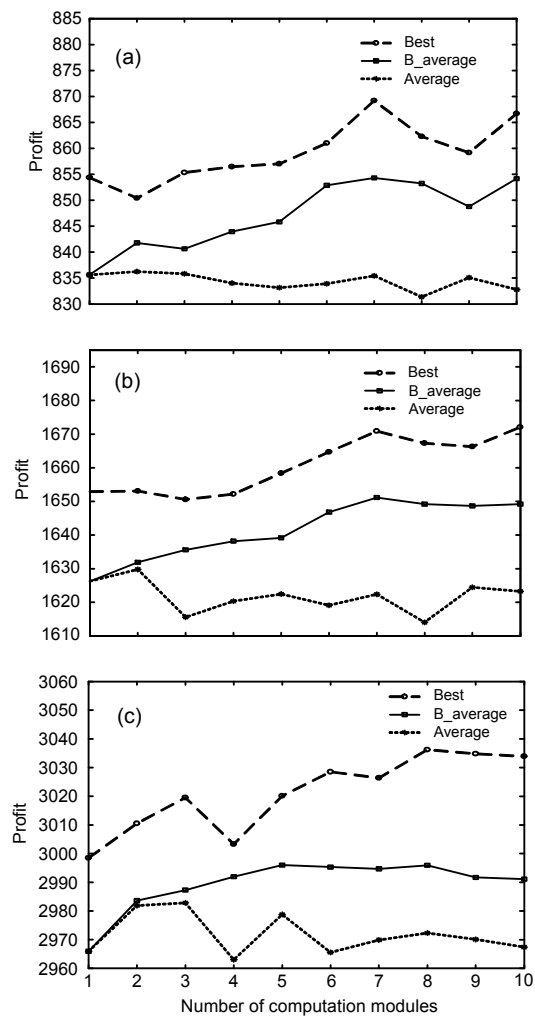 885
880
875
870
865
860
855
850
845
840
835
830
Profit
(a)
Best
B_average
Average
1690
1680
1670
1660
1650
1640
1630
1620
1610
Profit
(b)
Best
B_average
Average
3060
3050
3040
3030
3020
3010
3000
2990
2980
2970
2960
Profit
(c)
Best
B_average
Average
1 2 3 4 5 6 7 8 9 10
Number of computation modules